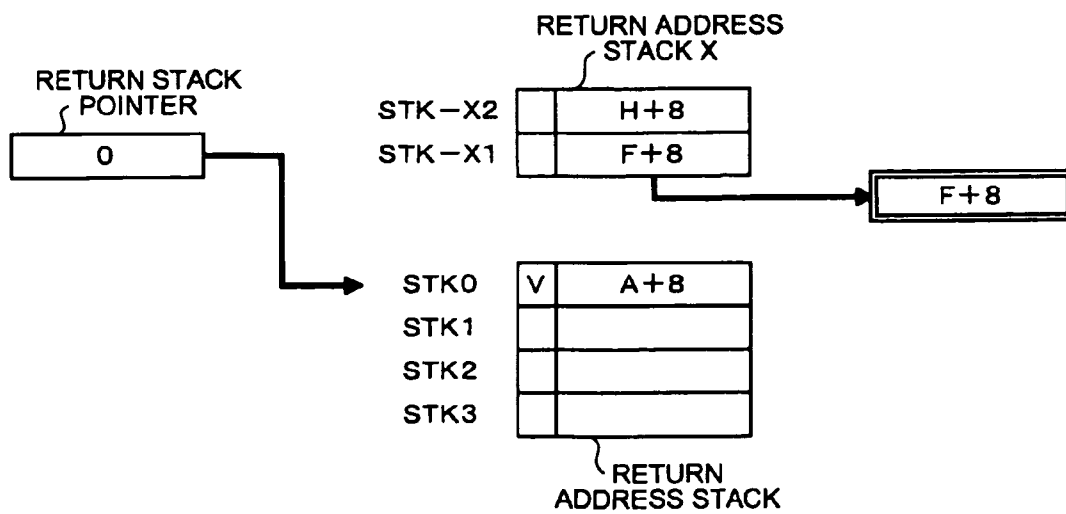 RETURN ADDRESS
STACK X
RETURN STACK
POINTER
0
STK-X2 H+8
STK-X1 F+8
F+8
STK0 V A+8
STK1
STK2
STK3
RETURN
ADDRESS STACK